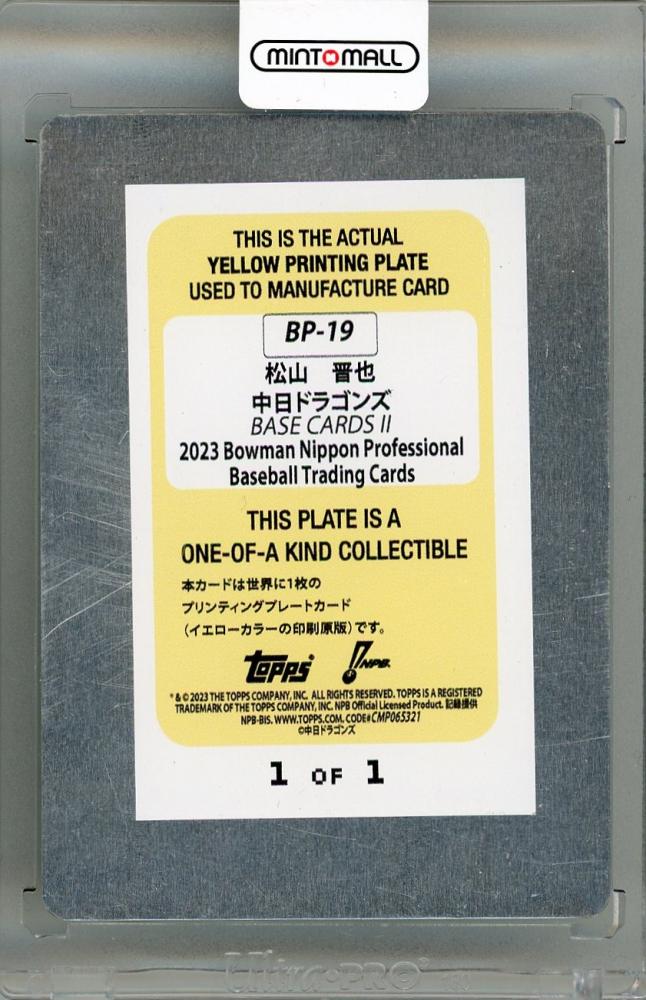 MINTMALL
THIS IS THE ACTUAL
YELLOW PRINTING PLATE
USED TO MANUFACTURE CARD
BP-19
松山　晋也
中日ドラゴンズ
BASE CARDS II
2023 Bowman Nippon Professional
Baseball Trading Cards
THIS PLATE IS A
ONE-OF-A KIND COLLECTIBLE
本カードは世界に1枚の
プリンティングプレートカード
(イエローカラーの印刷原版)です。
topps NPB.
* & © 2023 THE TOPPS COMPANY, INC. ALL RIGHTS RESERVED. TOPPS IS A REGISTERED
TRADEMARK OF THE TOPPS COMPANY, INC. NPB Official Licensed Product. 記録提供
NPB-BIS. WWW.TOPPS.COM. CODE#CMP065321
©中日ドラゴンズ
1 OF 1
Ultra•PRO